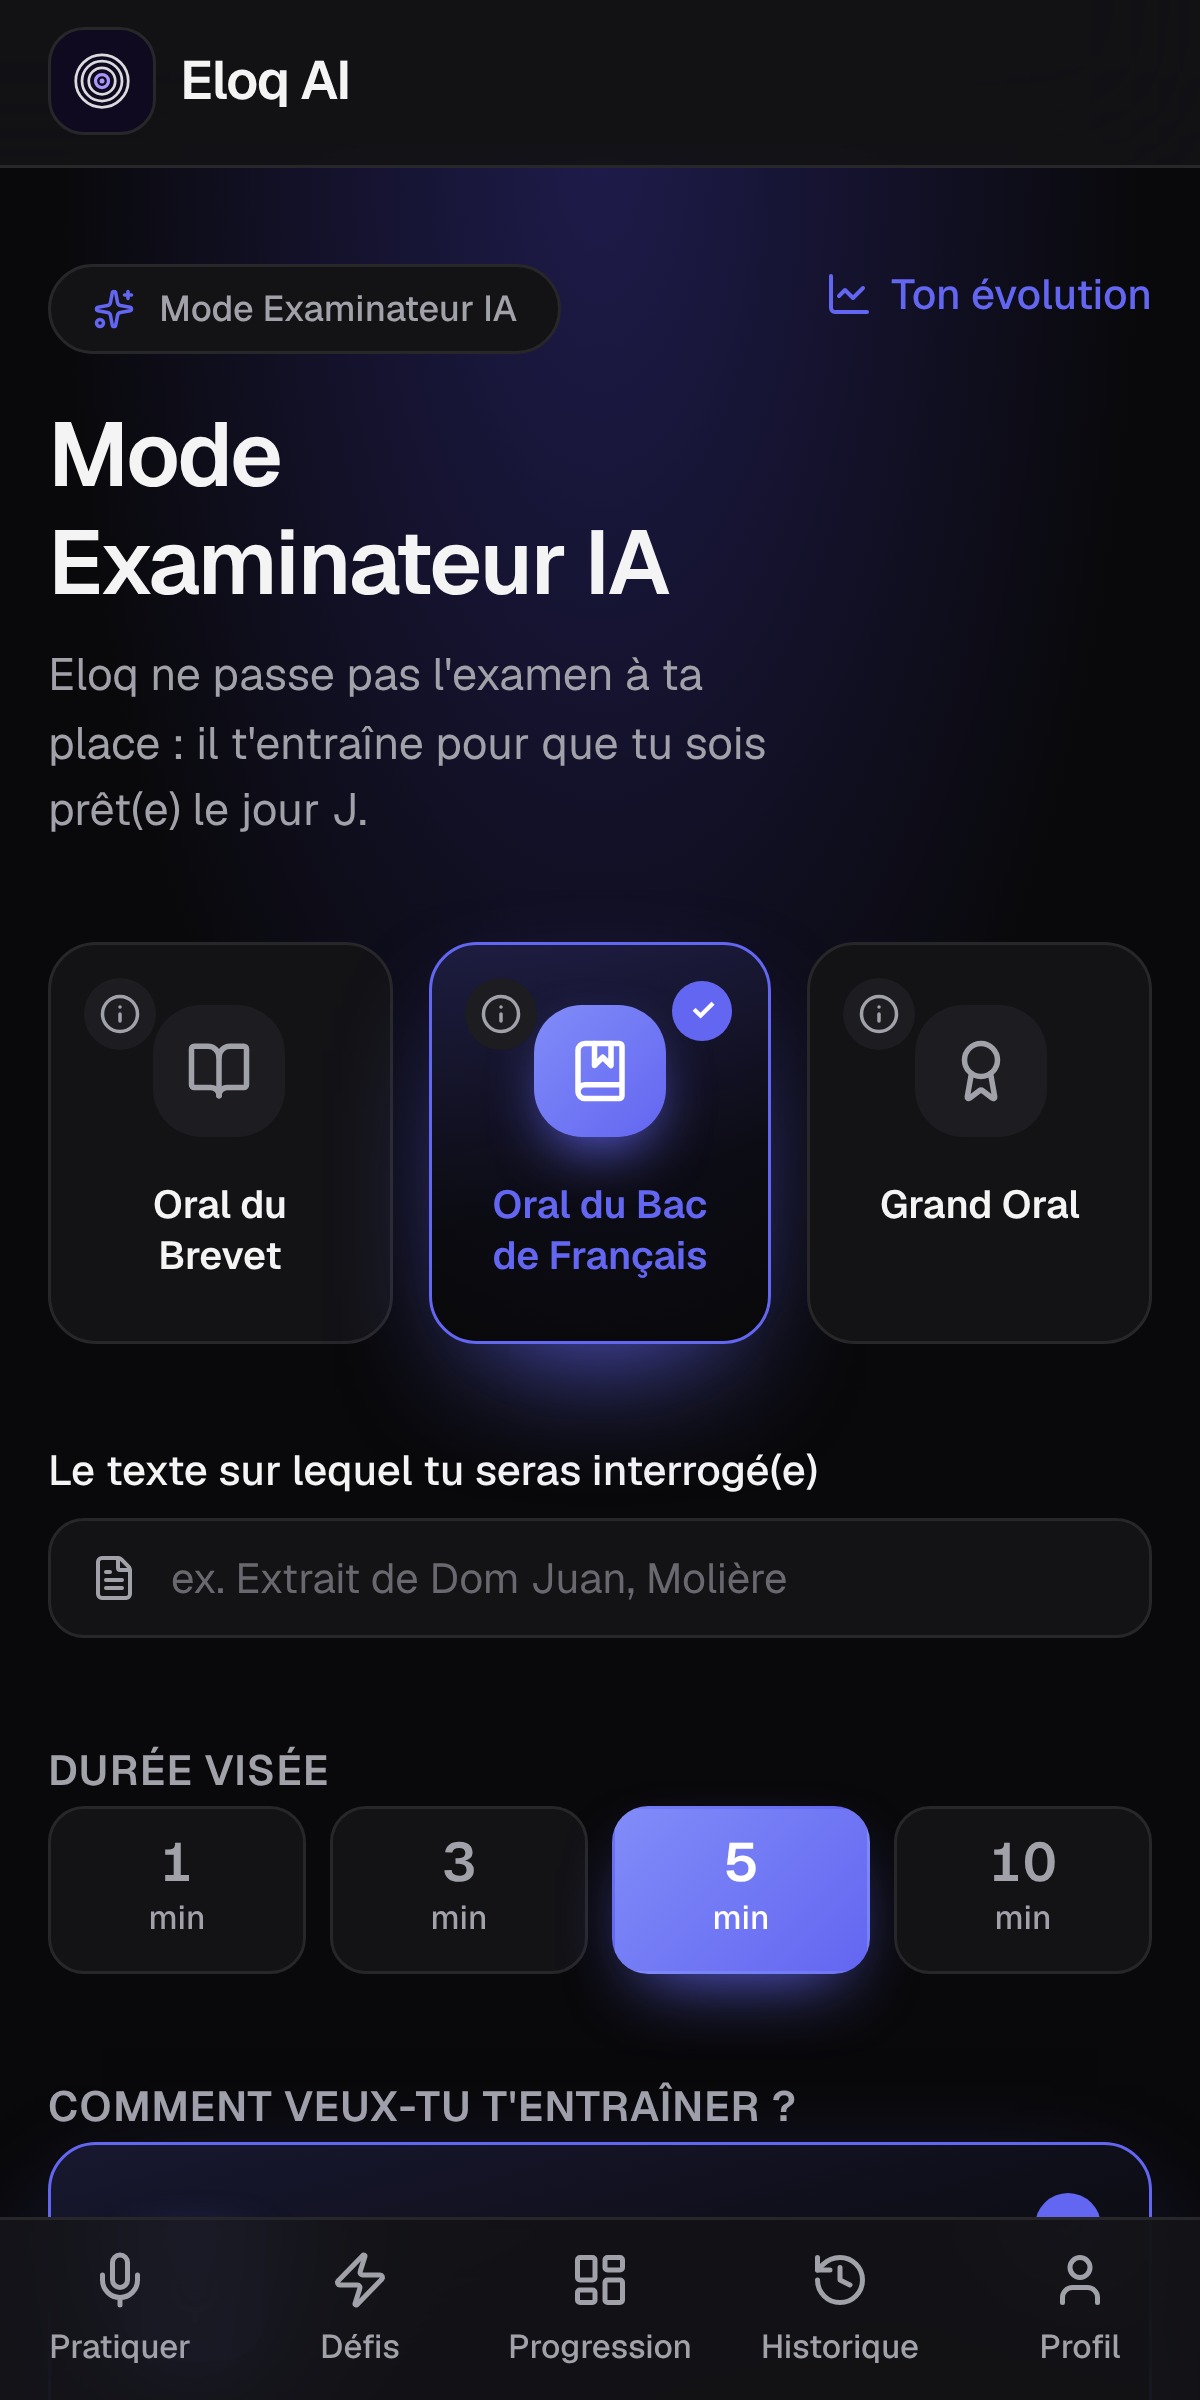 Eloq AI
Mode Examinateur IA
Ton évolution
Mode
Examinateur IA
Eloq ne passe pas l'examen à ta
place : il t'entraîne pour que tu sois
prêt(e) le jour J.
Oral du
Brevet
Oral du Bac
de Français
Grand Oral
Le texte sur lequel tu seras interrogé(e)
ex. Extrait de Dom Juan, Molière
DURÉE VISÉE
1
min
3
min
5
min
10
min
COMMENT VEUX-TU T'ENTRAÎNER ?
Pratiquer
Défis
Progression
Historique
Profil